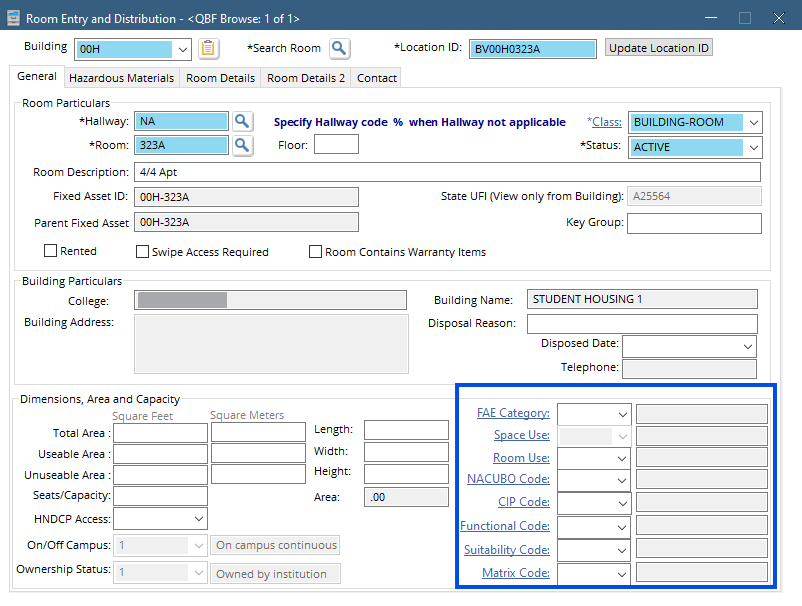 Room Entry and Distribution - <QBF Browse: 1 of 1>
Building 00H *Search Room *Location ID: BV00H0323A Update Location ID
General Hazardous Materials Room Details Room Details 2 Contact
Room Particulars
*Hallway: NA Specify Hallway code % when Hallway not applicable *Class: BUILDING-ROOM
*Room: 323A Floor: *Status: ACTIVE
Room Description: 4/4 Apt
Fixed Asset ID: 00H-323A State UFI (View only from Building): A25564
Parent Fixed Asset 00H-323A Key Group:
Rented Swipe Access Required Room Contains Warranty Items
Building Particulars
College: Building Name: STUDENT HOUSING 1
Building Address: Disposal Reason:
Disposed Date:
Telephone:
Dimensions, Area and Capacity
Square Feet Square Meters
Total Area : Length: FAE Category:
Useable Area : Width: Space Use:
Unuseable Area : Height: Room Use:
Seats/Capacity: Area: .00 NACUBO Code:
HNDCP Access: CIP Code:
On/Off Campus: 1 On campus continuous Functional Code:
Ownership Status: 1 Owned by institution Suitability Code:
Matrix Code: